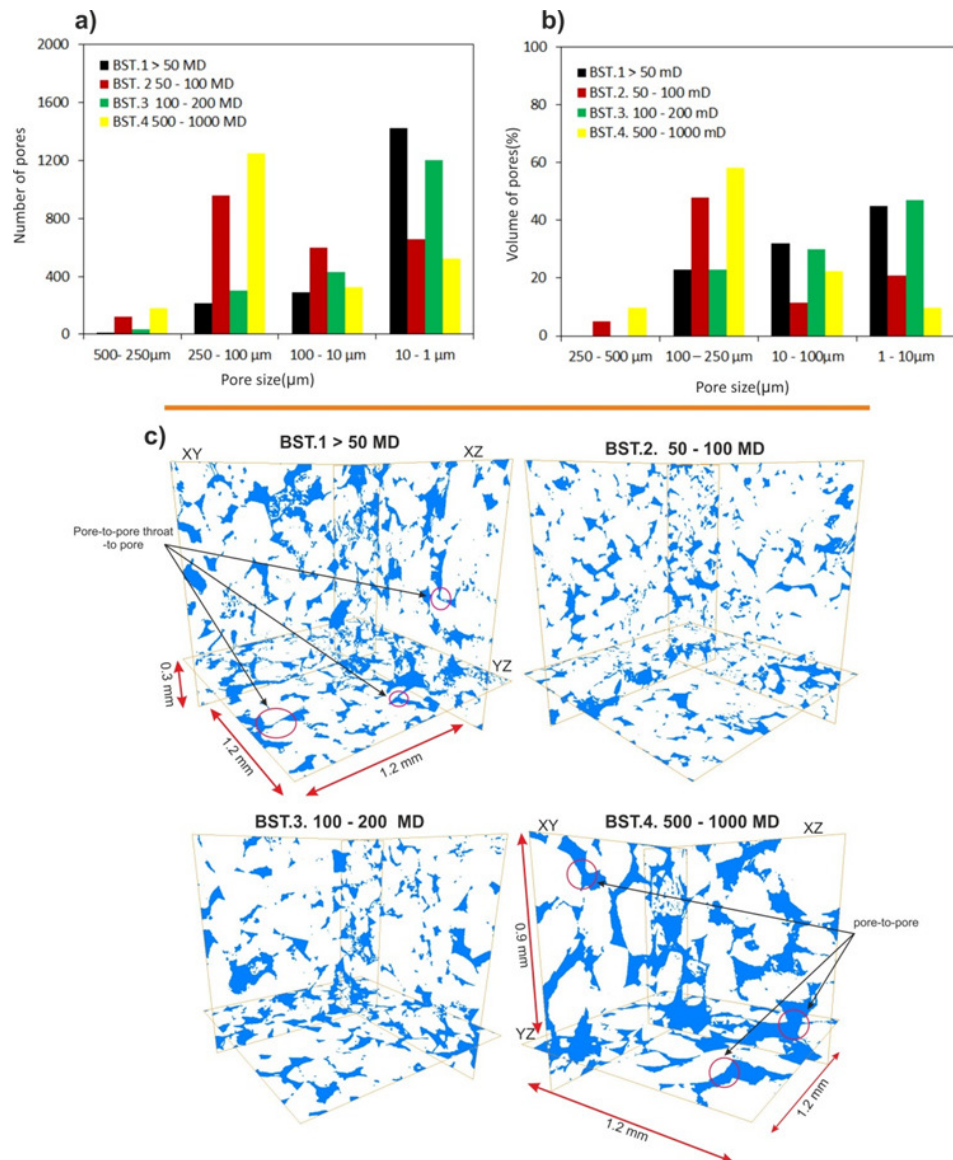 a)
2000
1600
1200
800
400
0
Number of pores
BST.1 > 50 MD
BST. 2 50 - 100 MD
BST.3 100 - 200 MD
BST.4 500 - 1000 MD
500- 250µm
250 - 100 µm
100 - 10 µm
10 - 1 µm
Pore size(µm)
b)
100
80
60
40
20
0
Volume of pores(%)
BST.1 > 50 mD
BST.2. 50 - 100 mD
BST.3. 100 - 200 mD
BST.4. 500 - 1000 mD
250 - 500 µm
100 – 250 µm
10 - 100µm
1 - 10µm
Pore size(µm)
c)
BST.1 > 50 MD
XY
XZ
Pore-to-pore throat
-to pore
YZ
0.3 mm
1.2 mm
1.2 mm
BST.2. 50 - 100 MD
BST.3. 100 - 200 MD
BST.4. 500 - 1000 MD
XY
XZ
pore-to-pore
0.9 mm
YZ
1.2 mm
1.2 mm